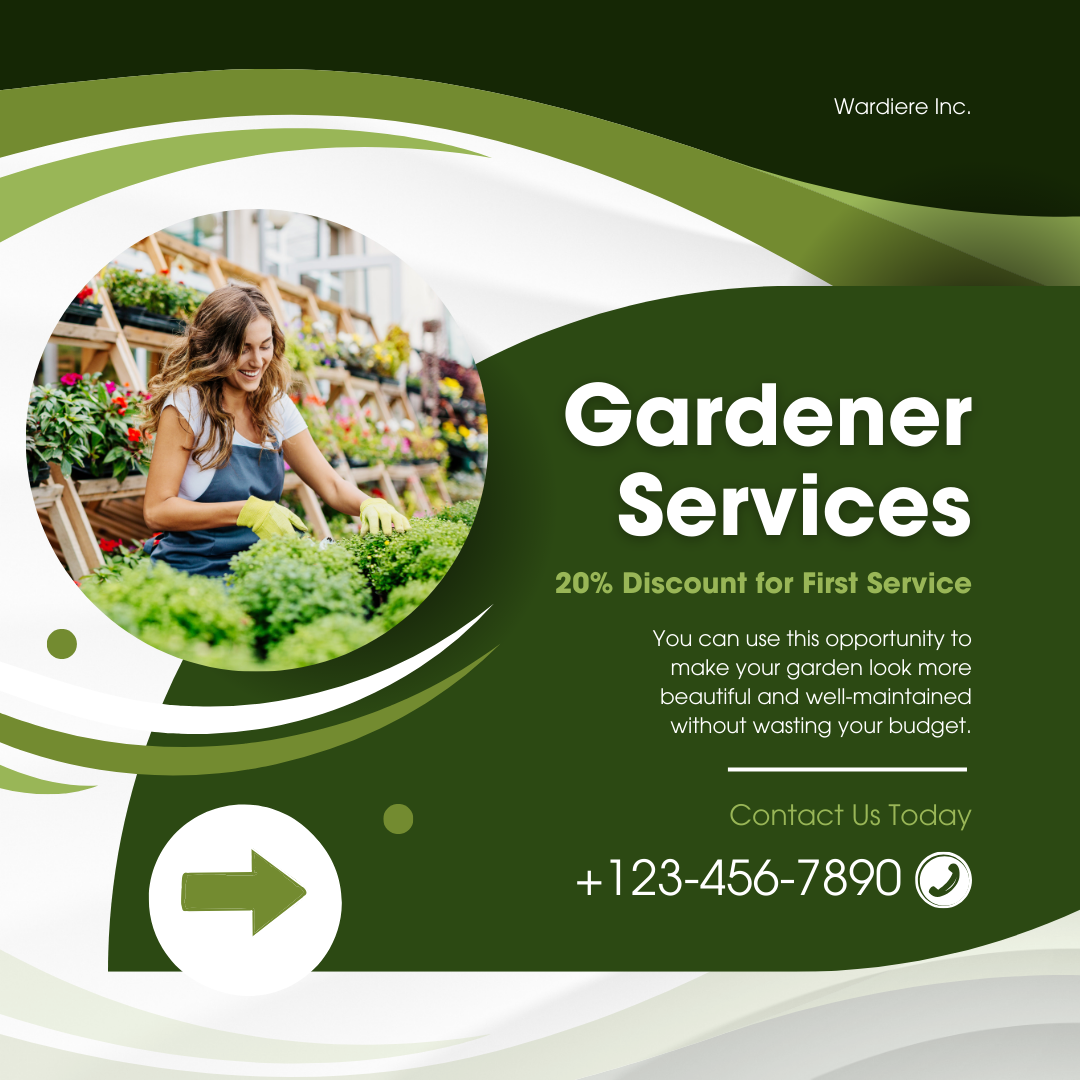 Wardiere Inc.
Gardener
Services
20% Discount for First Service
You can use this opportunity to
make your garden look more
beautiful and well-maintained
without wasting your budget.
Contact Us Today
+123-456-7890